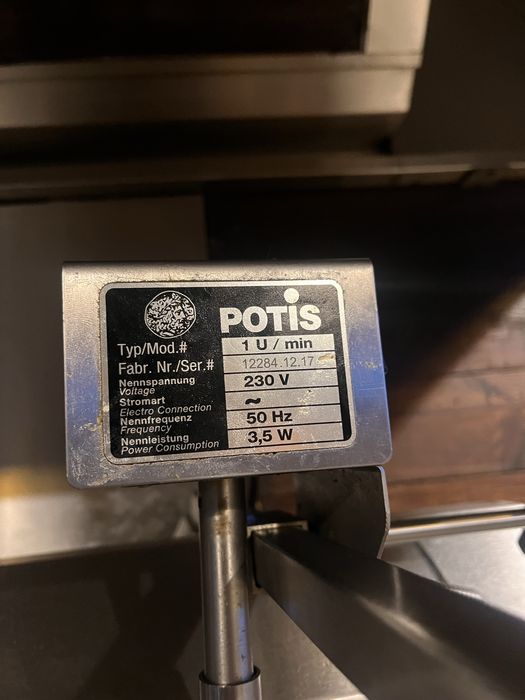 POTIS
Typ/Mod.# 1 U / min
Fabr. Nr./Ser.# 12284.12.17
Nennspannung 230 V
Voltage
Stromart ~
Electro Connection
Nennfrequenz 50 Hz
Frequency
Nennleistung 3,5 W
Power Consumption